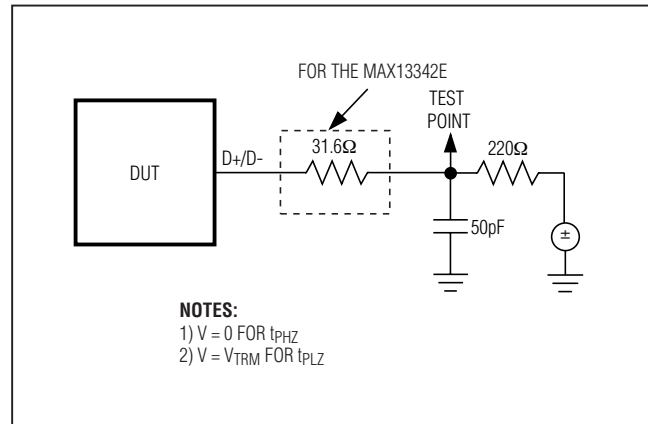 FOR THE MAX13342E
TEST
POINT
DUT
D+/D-
31.6Ω
220Ω
50pF
±
NOTES:
1) V = 0 FOR tPHZ
2) V = VTRM FOR tPLZ